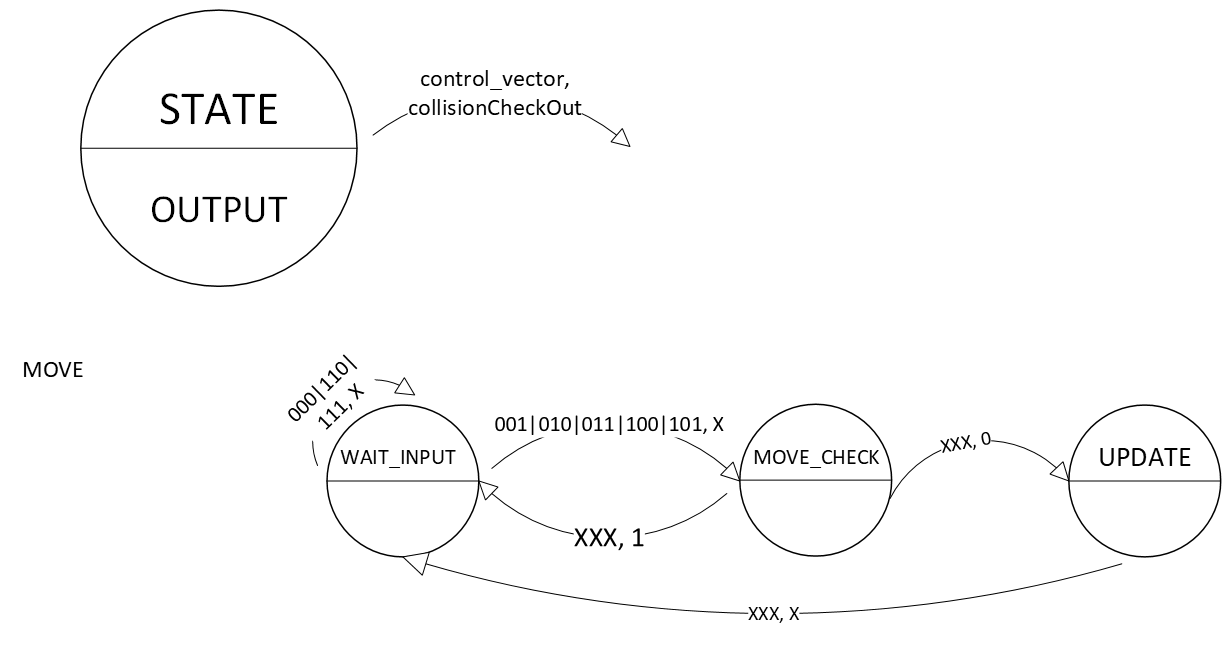 STATE
OUTPUT
control_vector,
collisionCheckOut
MOVE
000|110|
111, X
WAIT_INPUT
001|010|011|100|101, X
MOVE_CHECK
XXX, 0
UPDATE
XXX, 1
XXX, X